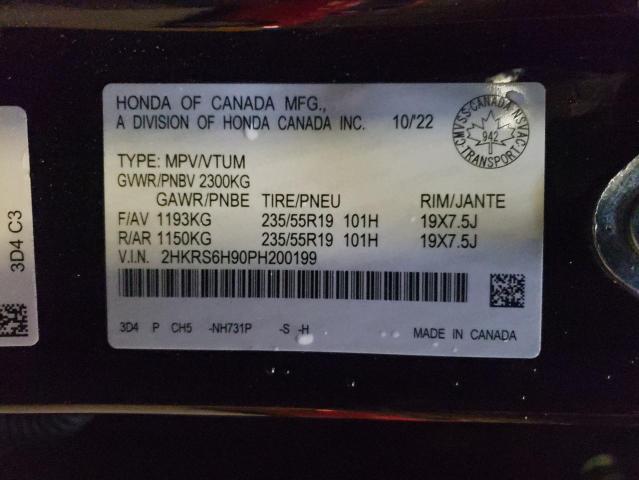 HONDA OF CANADA MFG.,
A DIVISION OF HONDA CANADA INC. 10/'22
CMVSS-CANADA-NSVAC
942
TRANSPORT
TYPE: MPV/VTUM
GVWR/PNBV 2300KG
GAWR/PNBE TIRE/PNEU RIM/JANTE
F/AV 1193KG 235/55R19 101H 19X7.5J
R/AR 1150KG 235/55R19 101H 19X7.5J
V.I.N. 2HKRS6H90PH200199
3D4 P CH5 -NH731P -S -H MADE IN CANADA
3D4 C3